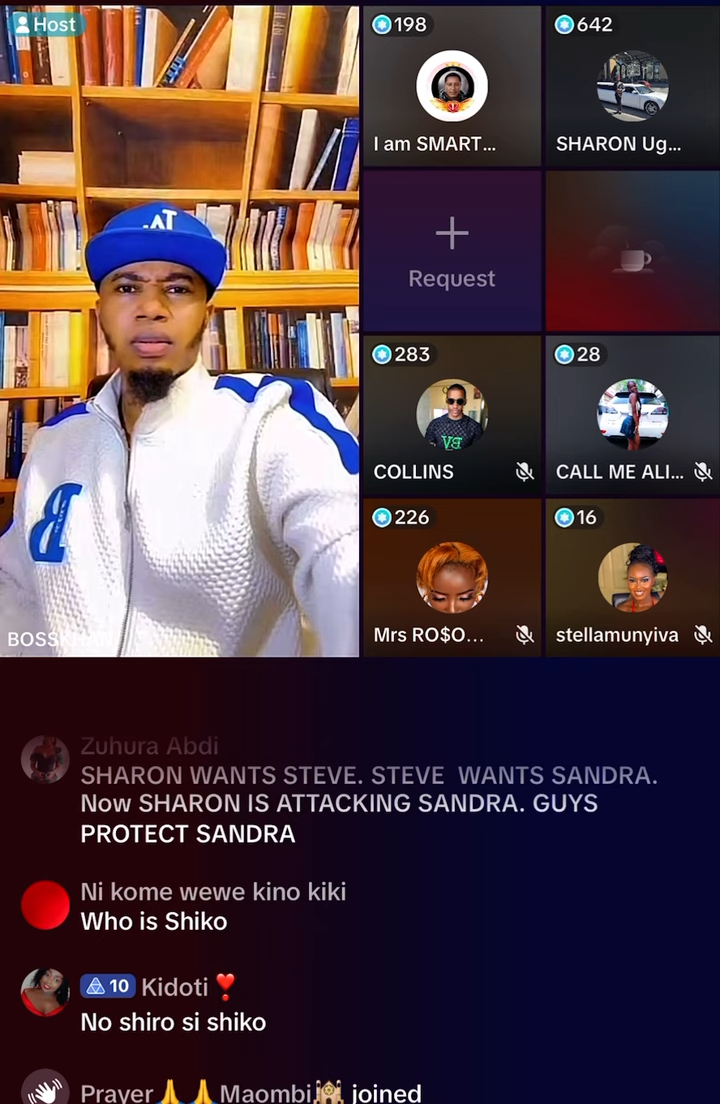 Host
198
I am SMART...
642
SHARON Ug...
Request
283
COLLINS
28
CALL ME ALI...
226
Mrs RO$O...
16
stellamunyiva
Zuhura Abdi
SHARON WANTS STEVE. STEVE WANTS SANDRA.
Now SHARON IS ATTACKING SANDRA. GUYS
PROTECT SANDRA
Ni kome wewe kino kiki
Who is Shiko
10 Kidoti❣️
No shiro si shiko
Prayer🙏🙏Maombi🕍 joined